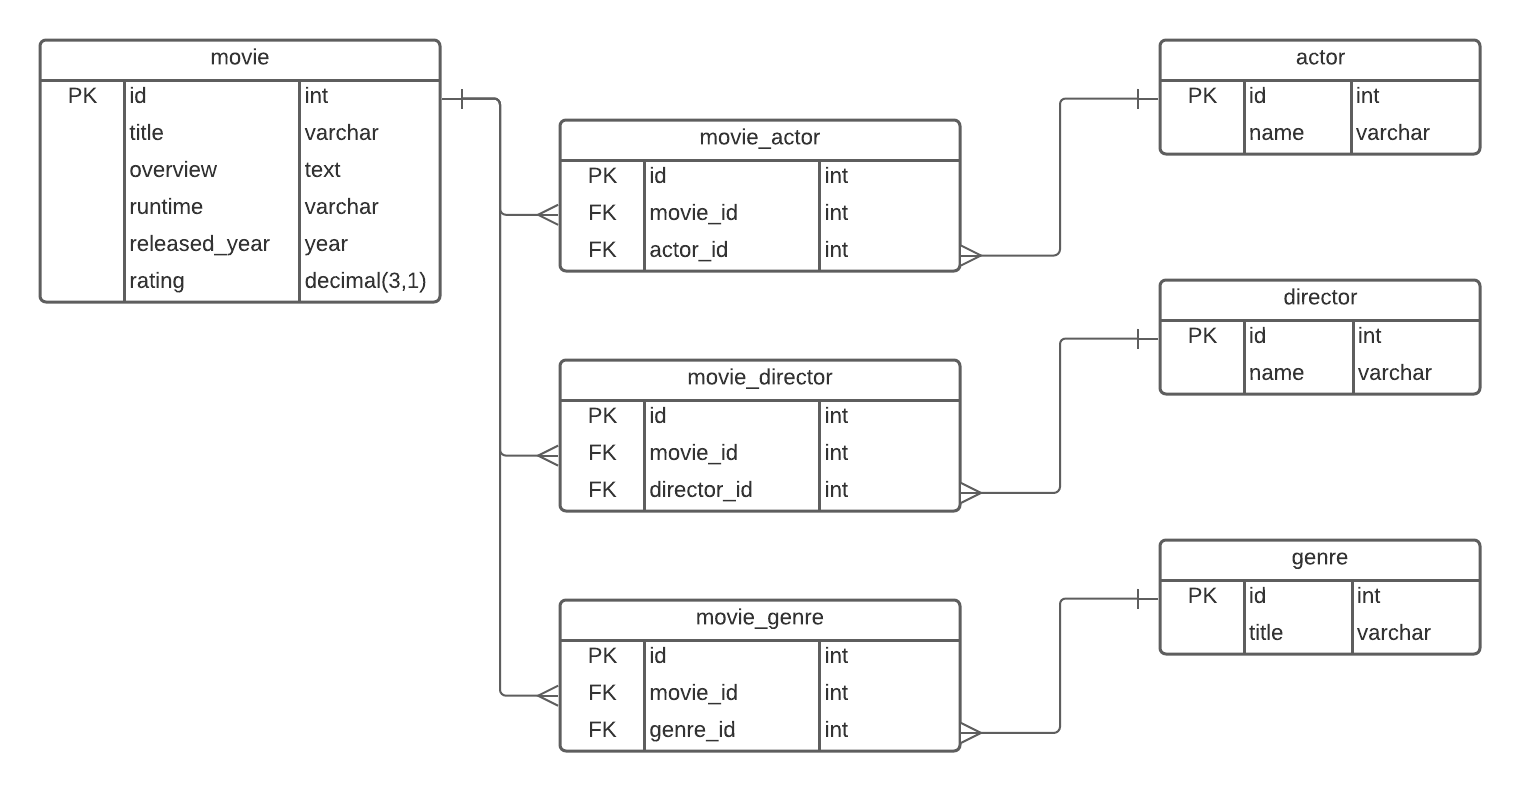 movie
PK id int
title varchar
overview text
runtime varchar
released_year year
rating decimal(3,1)
movie_actor
PK id int
FK movie_id int
FK actor_id int
actor
PK id int
name varchar
movie_director
PK id int
FK movie_id int
FK director_id int
director
PK id int
name varchar
movie_genre
PK id int
FK movie_id int
FK genre_id int
genre
PK id int
title varchar